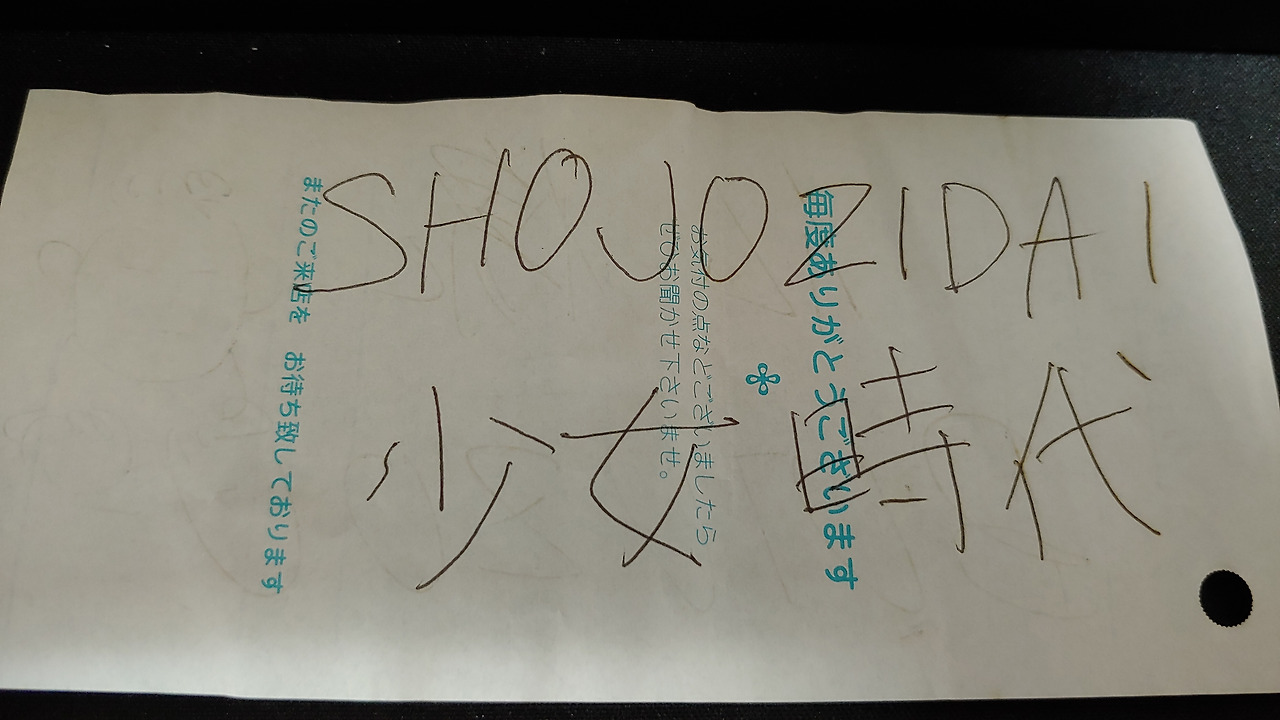 SHOJOZIDAI
少女時代
毎度ありがとうございます
お気付の点などございましたら
ぜひお聞かせ下さいませ。
またのご来店を お待ち致しております